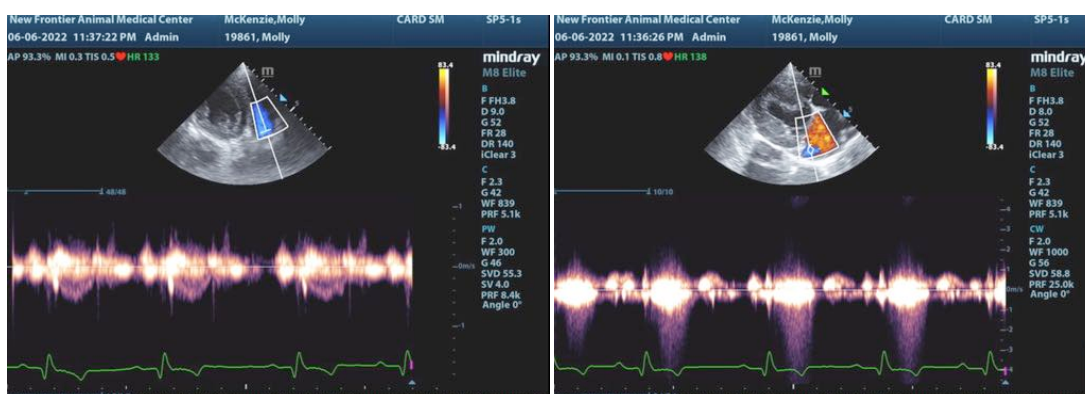 New Frontier Animal Medical Center McKenzie,Molly CARD SM SP5-1s
06-06-2022 11:37:22 PM Admin 19861, Molly
AP 93.3% MI 0.3 TIS 0.5 HR 133
mindray
M8 Elite
m
83.4
-83.4
B
F FH3.8
D 9.0
G 52
FR 28
DR 140
iClear 3
C
F 2.3
G 42
WF 839
PRF 5.1k
PW
F 2.0
WF 300
G 46
SVD 55.3
SV 4.0
PRF 8.4k
Angle 0°
48/48
1
0m/s
-1
New Frontier Animal Medical Center McKenzie,Molly CARD SM SP5-1s
06-06-2022 11:36:26 PM Admin 19861, Molly
AP 93.3% MI 0.1 TIS 0.8 HR 138
mindray
M8 Elite
m
83.4
-83.4
B
F FH3.8
D 8.0
G 52
FR 28
DR 140
iClear 3
C
F 2.3
G 42
WF 839
PRF 5.1k
CW
F 2.0
WF 1000
G 56
SVD 58.8
PRF 25.0k
Angle 0°
10/10
-1
0m/s
-2
-3
-4